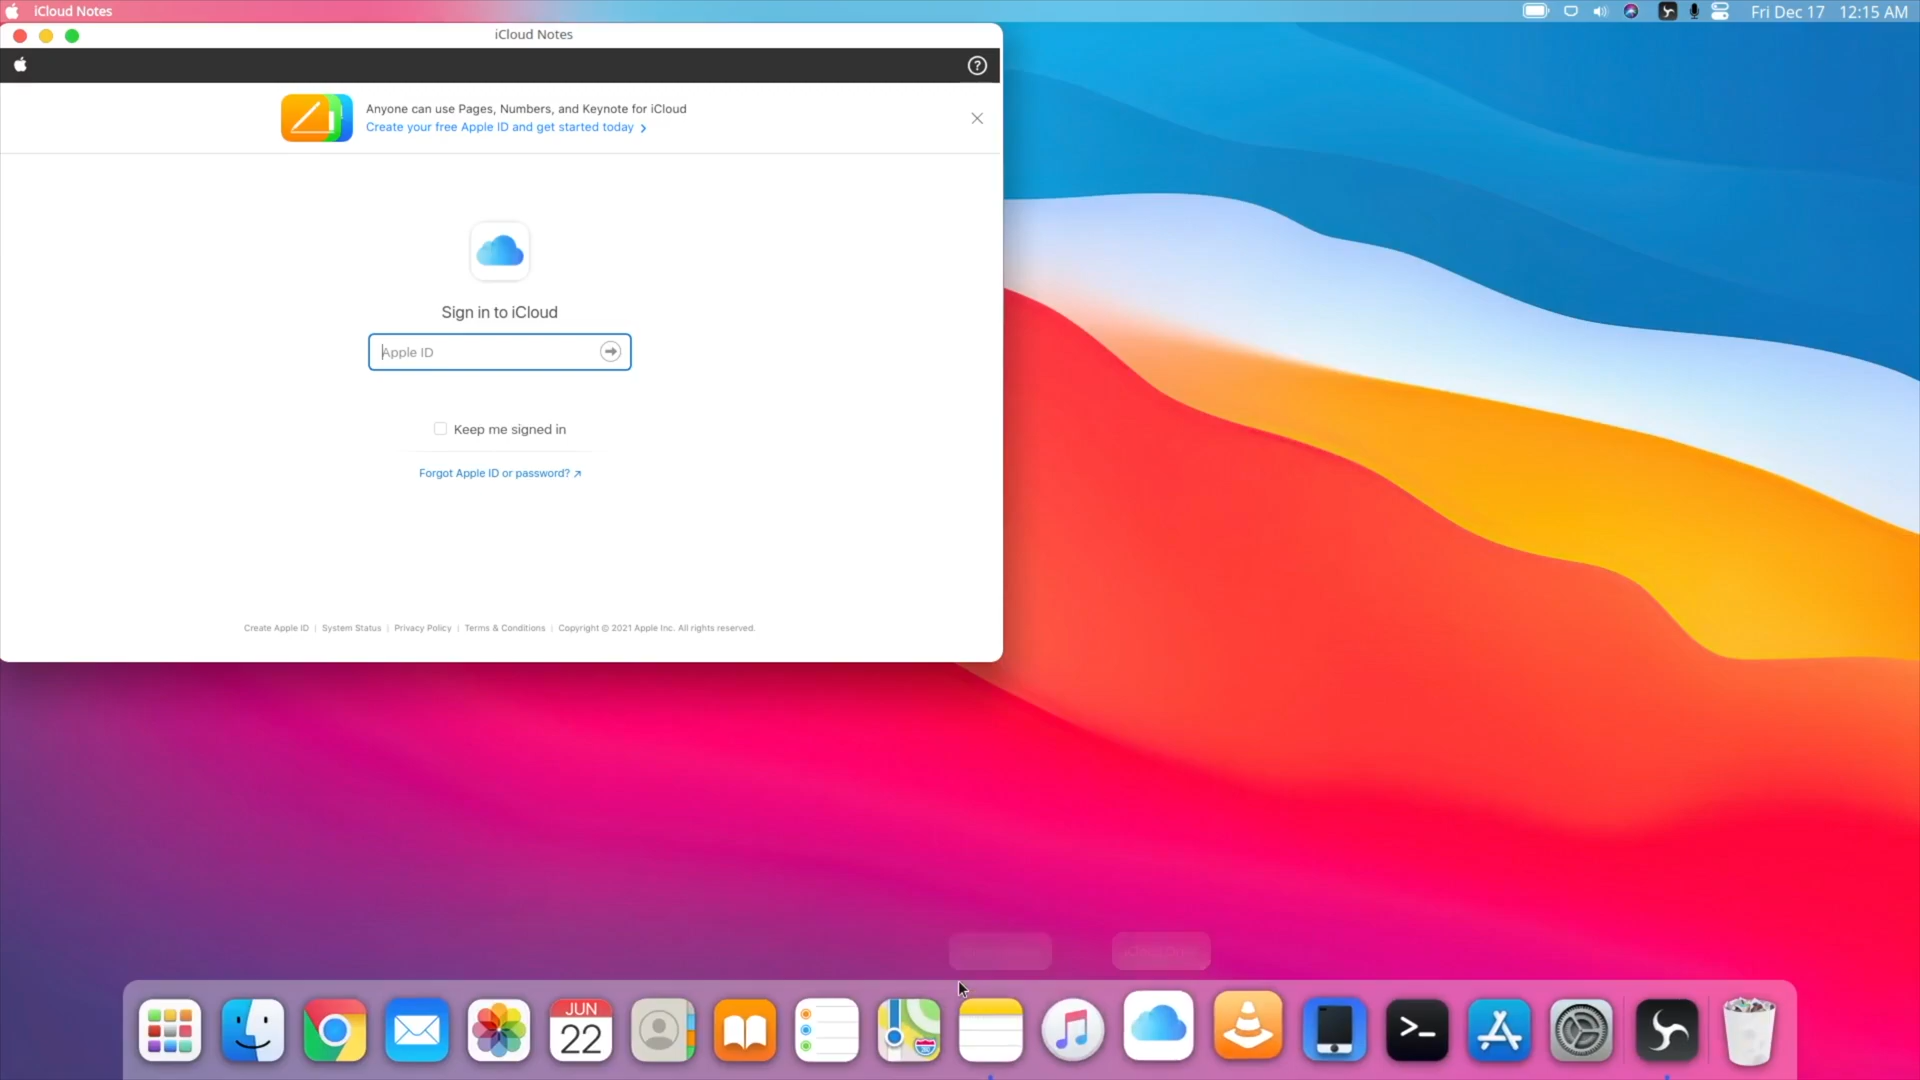 iCloud Notes
Fri Dec 17 12:15 AM
iCloud Notes
Anyone can use Pages, Numbers, and Keynote for iCloud
Create your free Apple ID and get started today
Sign in to iCloud
Apple ID
Keep me signed in
Forgot Apple ID or password? ↗
Create Apple ID | System Status | Privacy Policy | Terms & Conditions | Copyright © 2021 Apple Inc. All rights reserved.
JUN
22